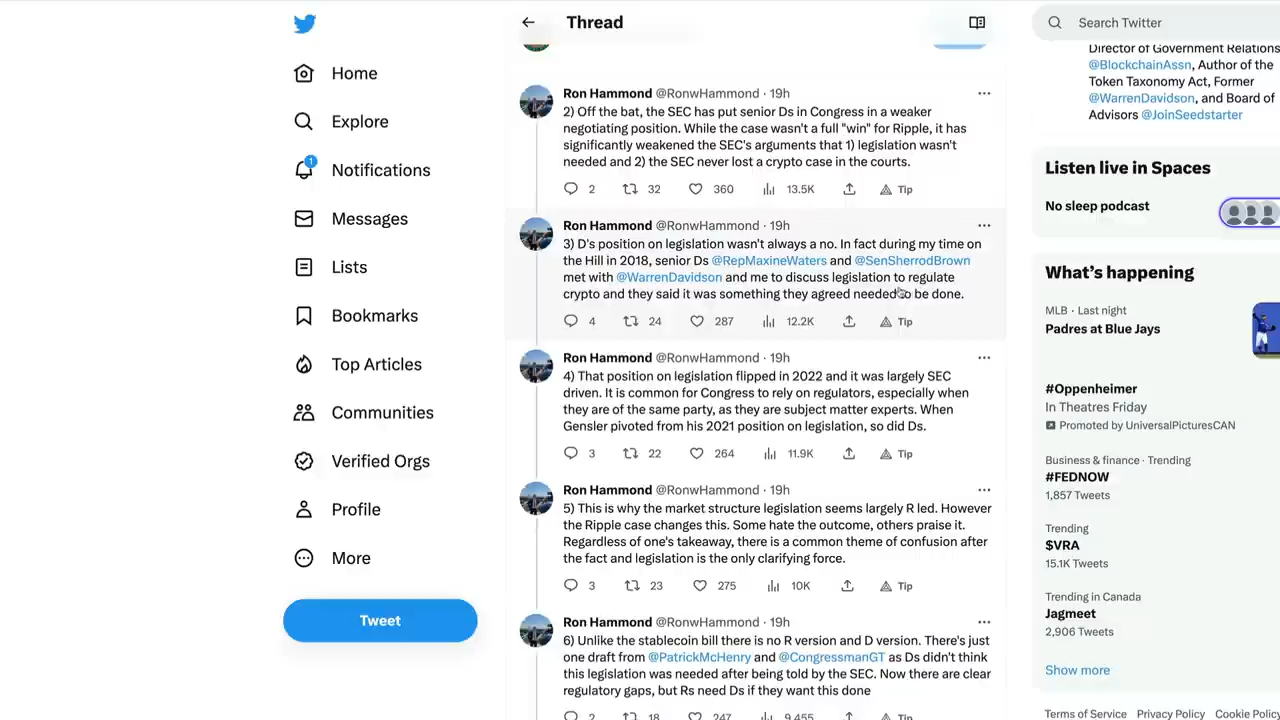 Home
Explore
1
Notifications
Messages
Lists
Bookmarks
Top Articles
Communities
Verified Orgs
Profile
More
Tweet
Thread
Ron Hammond @RonwHammond · 19h
2) Off the bat, the SEC has put senior Ds in Congress in a weaker
negotiating position. While the case wasn't a full "win" for Ripple, it has
significantly weakened the SEC's arguments that 1) legislation wasn't
needed and 2) the SEC never lost a crypto case in the courts.
2 32 360 13.5K Tip
Ron Hammond @RonwHammond · 19h
3) D's position on legislation wasn't always a no. In fact during my time on
the Hill in 2018, senior Ds @RepMaxineWaters and @SenSherrodBrown
met with @WarrenDavidson and me to discuss legislation to regulate
crypto and they said it was something they agreed needed to be done.
4 24 287 12.2K Tip
Ron Hammond @RonwHammond · 19h
4) That position on legislation flipped in 2022 and it was largely SEC
driven. It is common for Congress to rely on regulators, especially when
they are of the same party, as they are subject matter experts. When
Gensler pivoted from his 2021 position on legislation, so did Ds.
3 22 264 11.9K Tip
Ron Hammond @RonwHammond · 19h
5) This is why the market structure legislation seems largely R led. However
the Ripple case changes this. Some hate the outcome, others praise it.
Regardless of one's takeaway, there is a common theme of confusion after
the fact and legislation is the only clarifying force.
3 23 275 10K Tip
Ron Hammond @RonwHammond · 19h
6) Unlike the stablecoin bill there is no R version and D version. There's just
one draft from @PatrickMcHenry and @CongressmanGT as Ds didn't think
this legislation was needed after being told by the SEC. Now there are clear
regulatory gaps, but Rs need Ds if they want this done
2 18 247 9,455 Tip
Search Twitter
Director of Government Relations
@BlockchainAssn, Author of the
Token Taxonomy Act, Former
@WarrenDavidson, and Board of
Advisors @JoinSeedstarter
Listen live in Spaces
No sleep podcast
What's happening
MLB · Last night
Padres at Blue Jays
#Oppenheimer
In Theatres Friday
Promoted by UniversalPicturesCAN
Business & finance · Trending
#FEDNOW
1,857 Tweets
Trending
$VRA
15.1K Tweets
Trending in Canada
Jagmeet
2,906 Tweets
Show more
Terms of Service Privacy Policy Cookie Policy